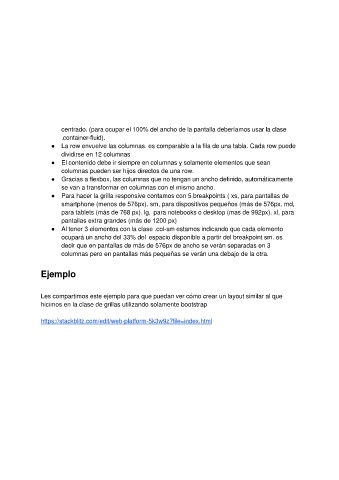 centrado. (para ocupar el 100% del ancho de la pantalla deberíamos usar la clase
.container-fluid).
● La row envuelve las columnas. es comparable a la fila de una tabla. Cada row puede
dividirse en 12 columnas
● El contenido debe ir siempre en columnas y solamente elementos que sean
columnas pueden ser hijos directos de una row.
● Gracias a flexbox, las columnas que no tengan un ancho definido, automáticamente
se van a transformar en columnas con el mismo ancho.
● Para hacer la grilla responsive contamos con 5 breakpoints ( xs, para pantallas de
smartphone (menos de 576px). sm, para dispositivos pequeños (más de 576px, md,
para tablets (más de 768 px). lg, para notebooks o desktop (mas de 992px). xl, para
pantallas extra grandes (más de 1200 px)
● Al tener 3 elementos con la clase .col-sm estamos indicando que cada elemento
ocupará un ancho del 33% del espacio disponible a partir del breakpoint sm. es
decir que en pantallas de más de 576px de ancho se verán separadas en 3
columnas pero en pantallas más pequeñas se verán una debajo de la otra.
Ejemplo
Les compartimos este ejemplo para que puedan ver cómo crear un layout similar al que
hicimos en la clase de grillas utilizando solamente bootstrap
https://stackblitz.com/edit/web-platform-5k3w9z?file=index.html